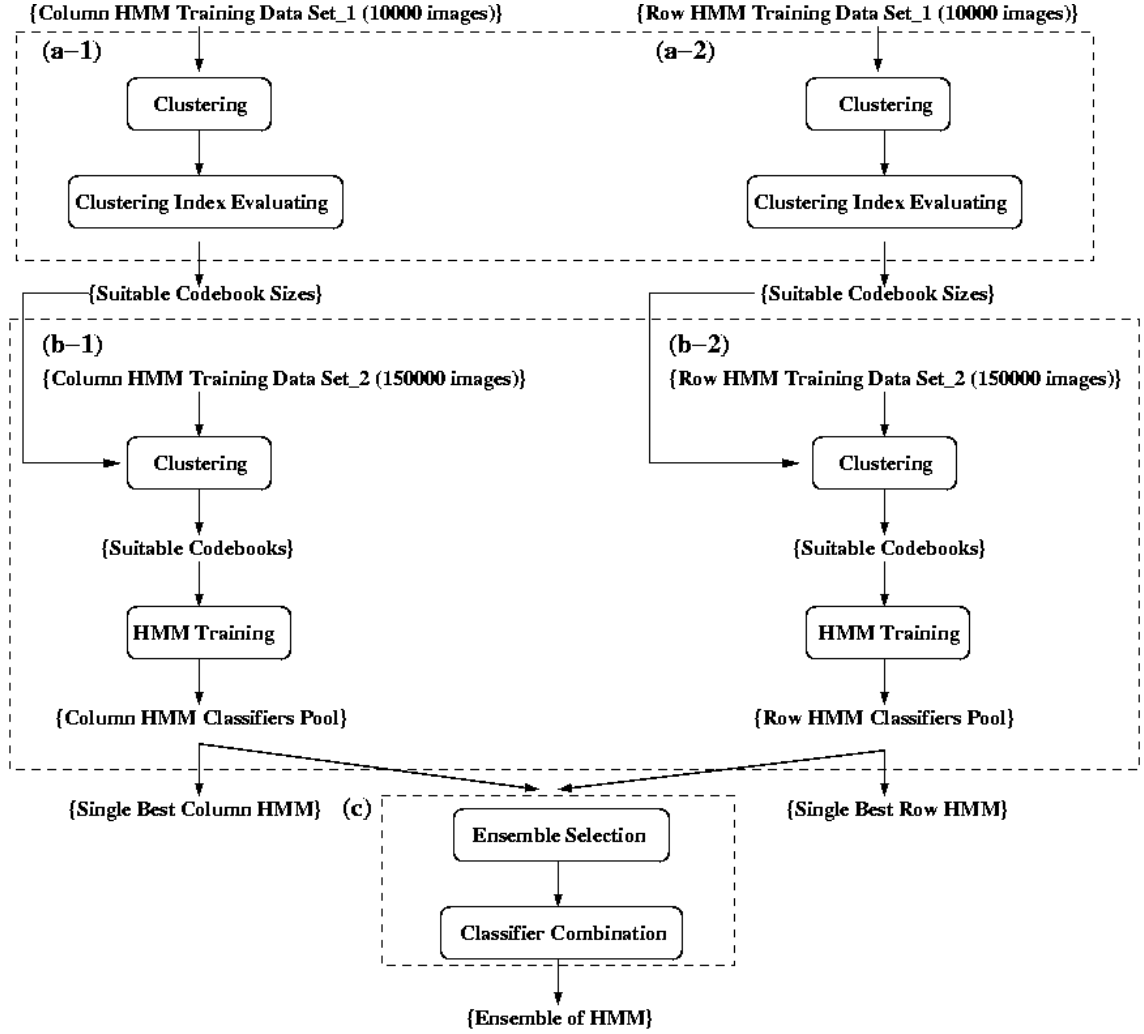 {Column HMM Training Data Set_1 (10000 images)}
{Row HMM Training Data Set_1 (10000 images)}
(a-1)
(a-2)
Clustering
Clustering
Clustering Index Evaluating
Clustering Index Evaluating
{Suitable Codebook Sizes}
{Suitable Codebook Sizes}
(b-1)
(b-2)
{Column HMM Training Data Set_2 (150000 images)}
{Row HMM Training Data Set_2 (150000 images)}
Clustering
Clustering
{Suitable Codebooks}
{Suitable Codebooks}
HMM Training
HMM Training
{Column HMM Classifiers Pool}
{Row HMM Classifiers Pool}
{Single Best Column HMM}
(c)
{Single Best Row HMM}
Ensemble Selection
Classifier Combination
{Ensemble of HMM}